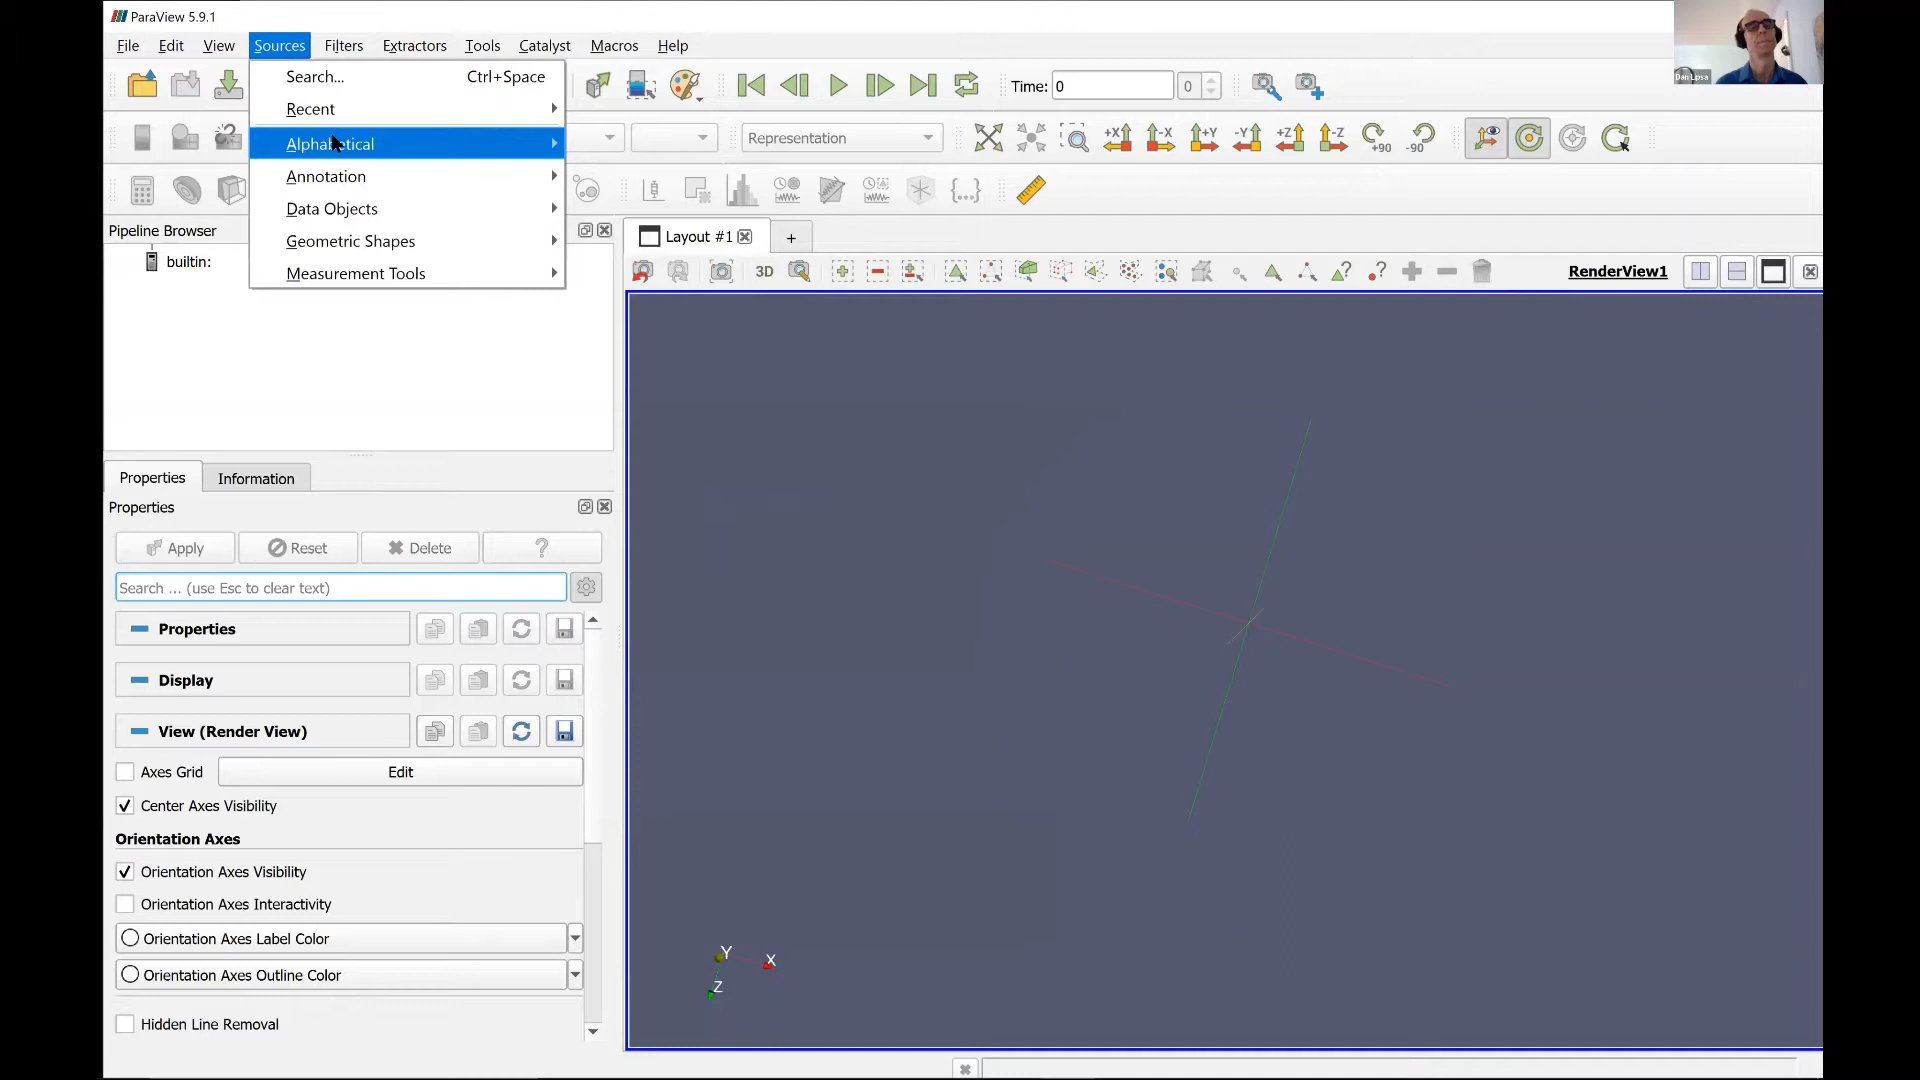 ParaView 5.9.1
File Edit View Sources Filters Extractors Tools Catalyst Macros Help
Search... Ctrl+Space
Recent
Alphabetical
Annotation
Data Objects
Geometric Shapes
Measurement Tools
Time: 0 0
Representation
+X -X +Y -Y +Z -Z +90 -90
Pipeline Browser
builtin:
Layout #1
+
3D
RenderView1
Properties Information
Properties
Apply Reset Delete ?
Search ... (use Esc to clear text)
Properties
Display
View (Render View)
Axes Grid Edit
Center Axes Visibility
Orientation Axes
Orientation Axes Visibility
Orientation Axes Interactivity
Orientation Axes Label Color
Orientation Axes Outline Color
Hidden Line Removal
Y
X
Z
Dan Lipsa